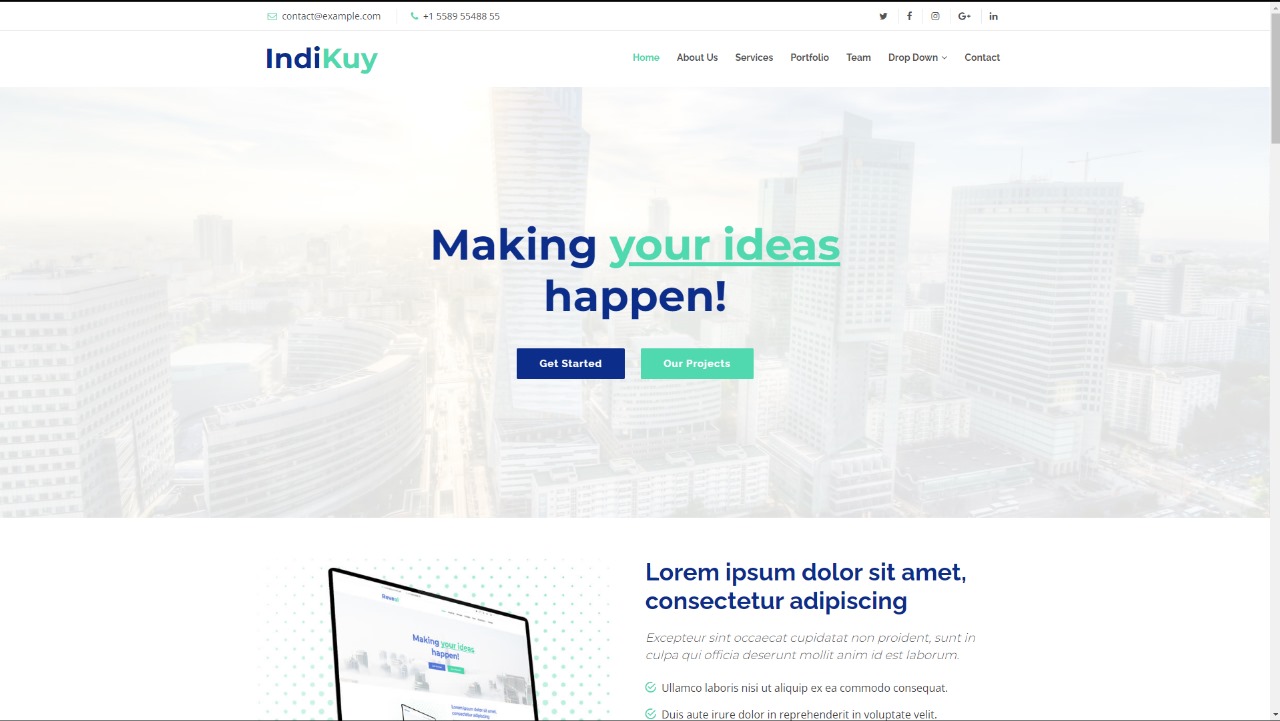 contact@example.com +1 5589 55488 55
IndiKuy
Home About Us Services Portfolio Team Drop Down Contact
Making your ideas
happen!
Get Started Our Projects
Making your ideas
happen!
Lorem ipsum dolor sit amet,
consectetur adipiscing
Excepteur sint occaecat cupidatat non proident, sunt in
culpa qui officia deserunt mollit anim id est laborum.
Ullamco laboris nisi ut aliquip ex ea commodo consequat.
Duis aute irure dolor in reprehenderit in voluptate velit.